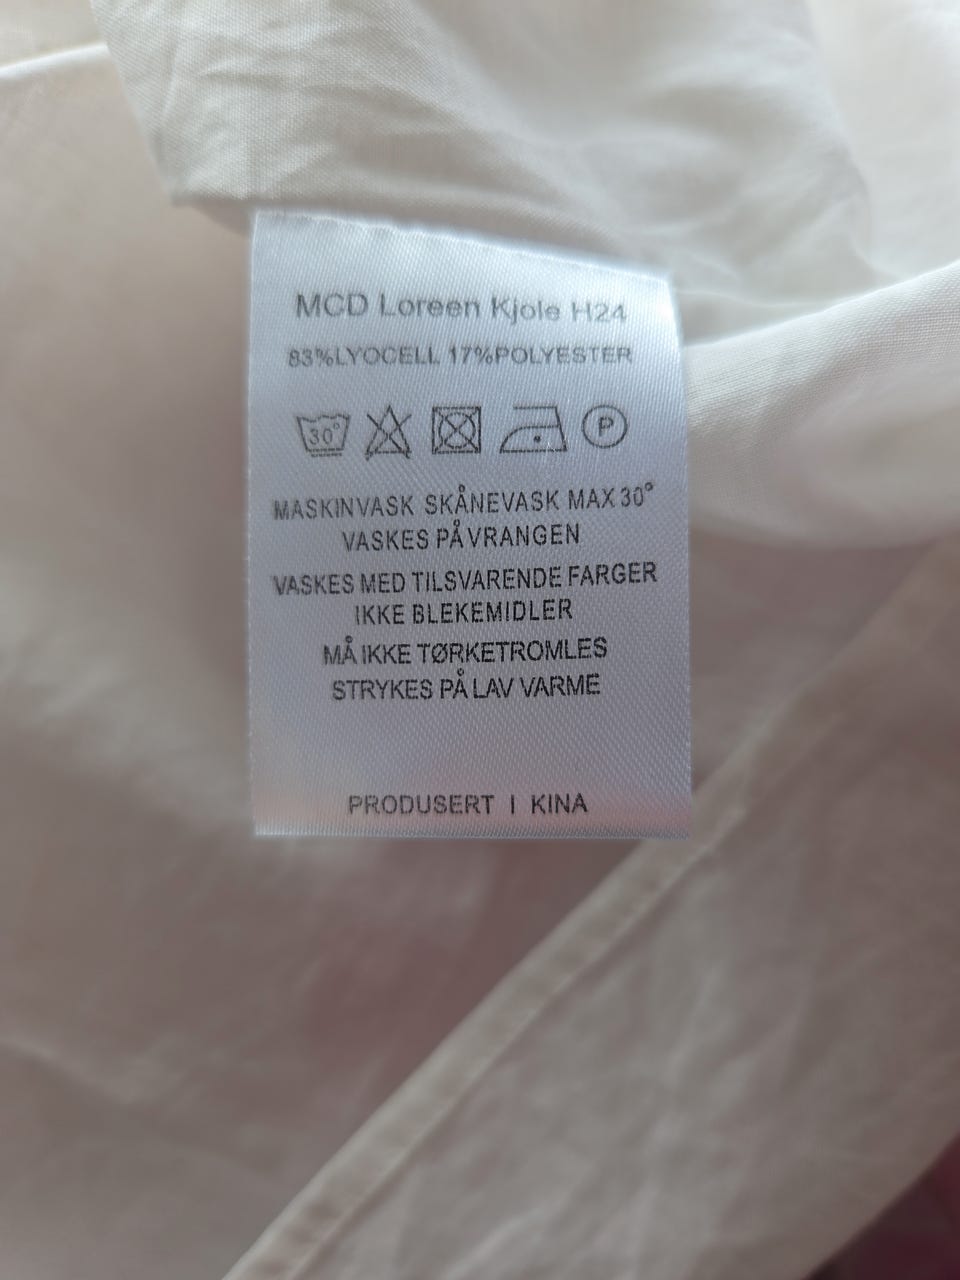 MCD Loreen Kjole H24
83%LYOCELL 17%POLYESTER
30° P
MASKINVASK SKÅNEVASK MAX 30°
VASKES PÅ VRANGEN
VASKES MED TILSVARENDE FARGER
IKKE BLEKEMIDLER
MÅ IKKE TØRKETROMLES
STRYKES PÅ LAV VARME
PRODUSERT I KINA